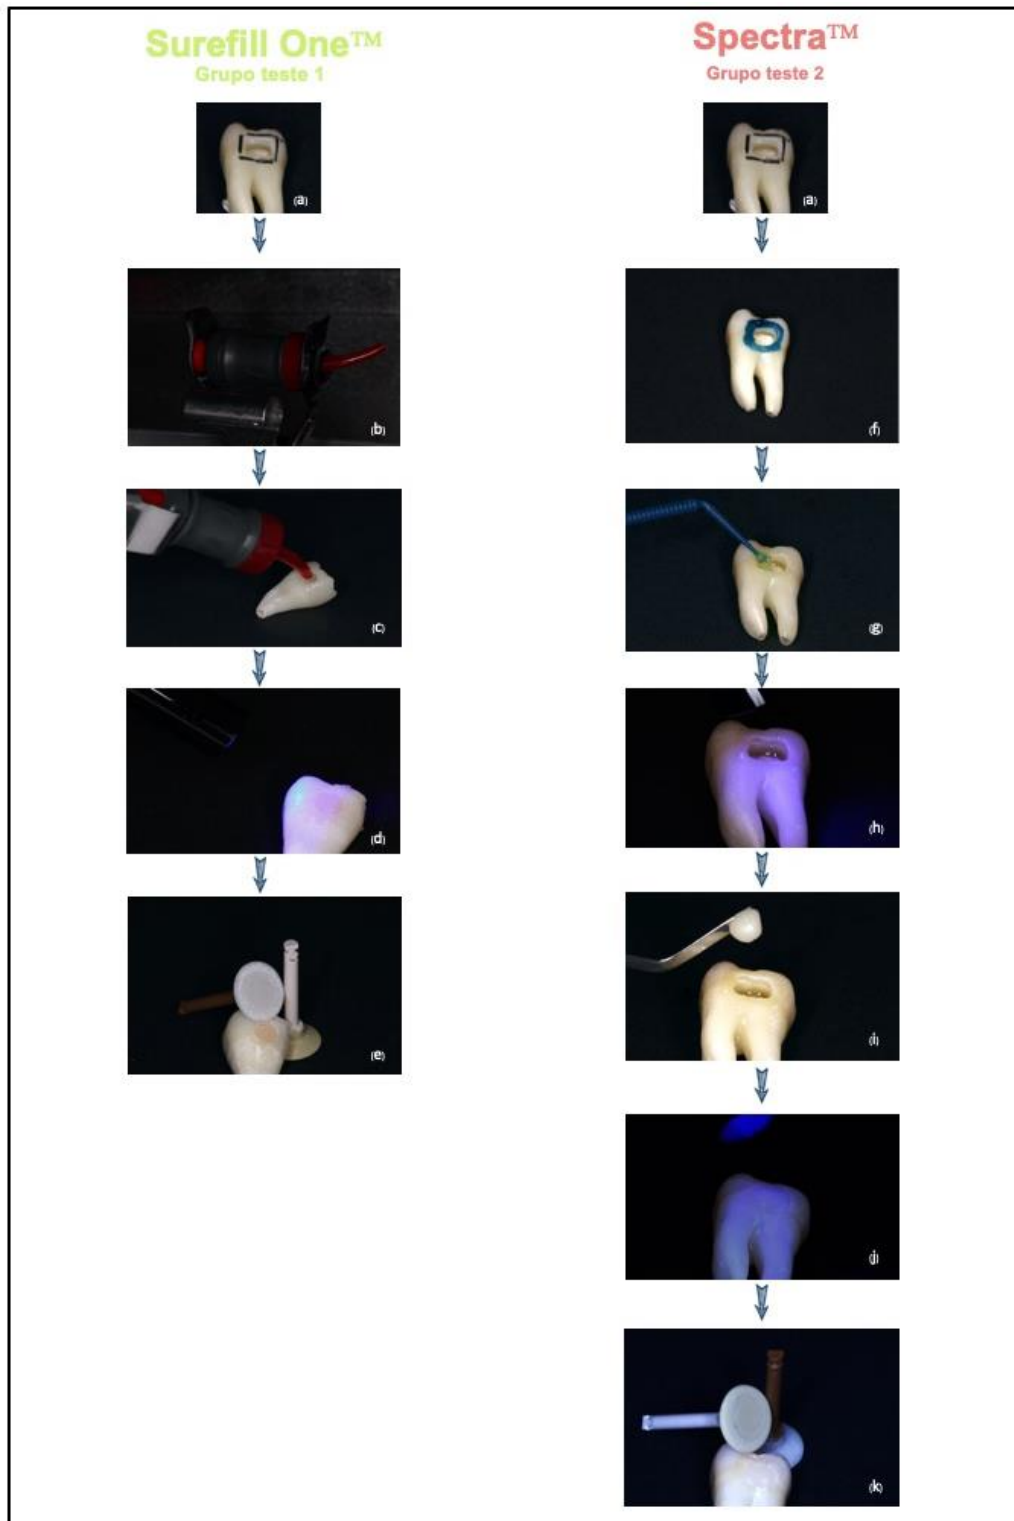 Surefill One™
Grupo teste 1
(a)
(b)
(c)
(d)
(e)
Spectra™
Grupo teste 2
(a)
(f)
(g)
(h)
(i)
(j)
(k)